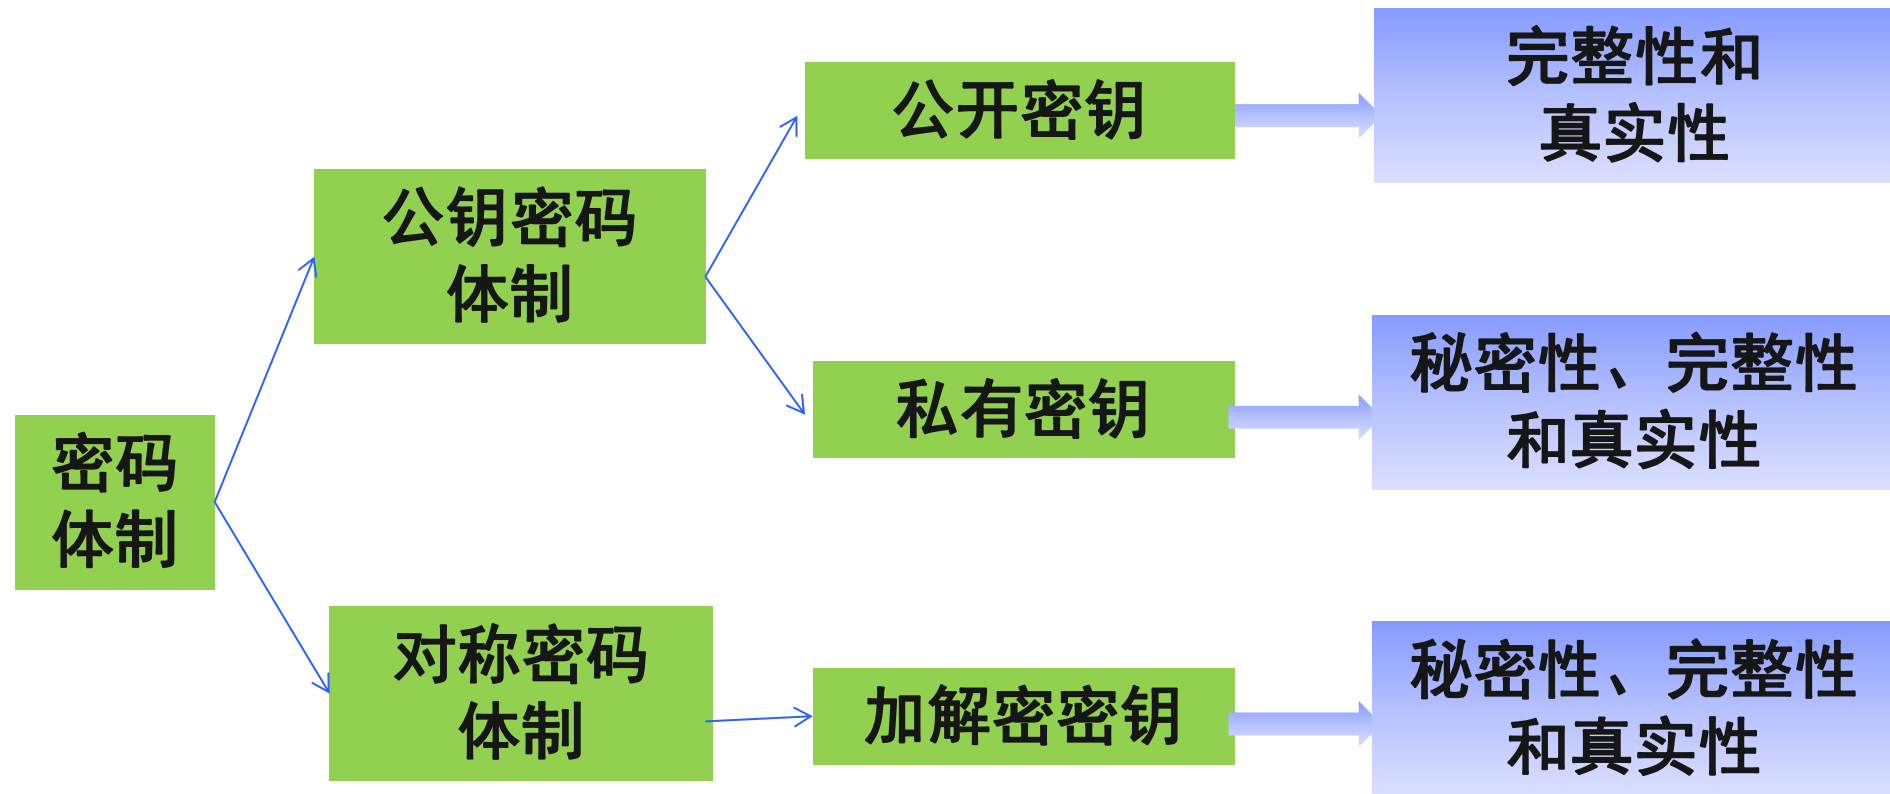 密码
体制
公钥密码
体制
对称密码
体制
公开密钥
私有密钥
加解密密钥
完整性和
真实性
秘密性、完整性
和真实性
秘密性、完整性
和真实性